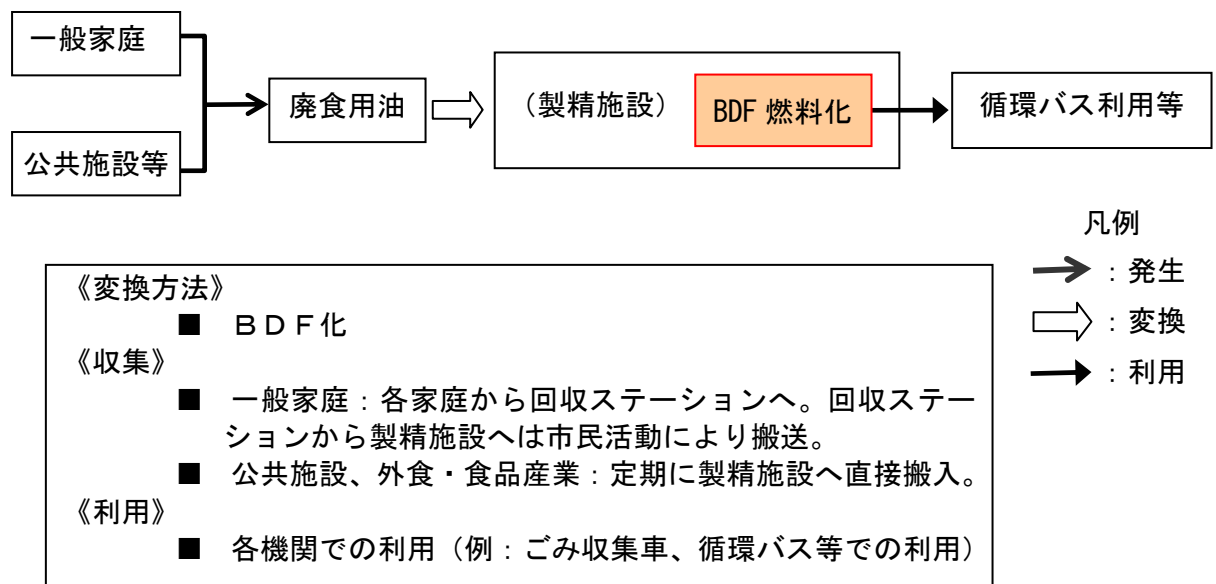 一般家庭
公共施設等
廃食用油
（製精施設）
BDF 燃料化
循環バス利用等
凡例
：発生
：変換
：利用
《変換方法》
■ ＢＤＦ化
《収集》
■ 一般家庭：各家庭から回収ステーションへ。回収ステー
ションから製精施設へは市民活動により搬送。
■ 公共施設、外食・食品産業：定期に製精施設へ直接搬入。
《利用》
■ 各機関での利用（例：ごみ収集車、循環バス等での利用）